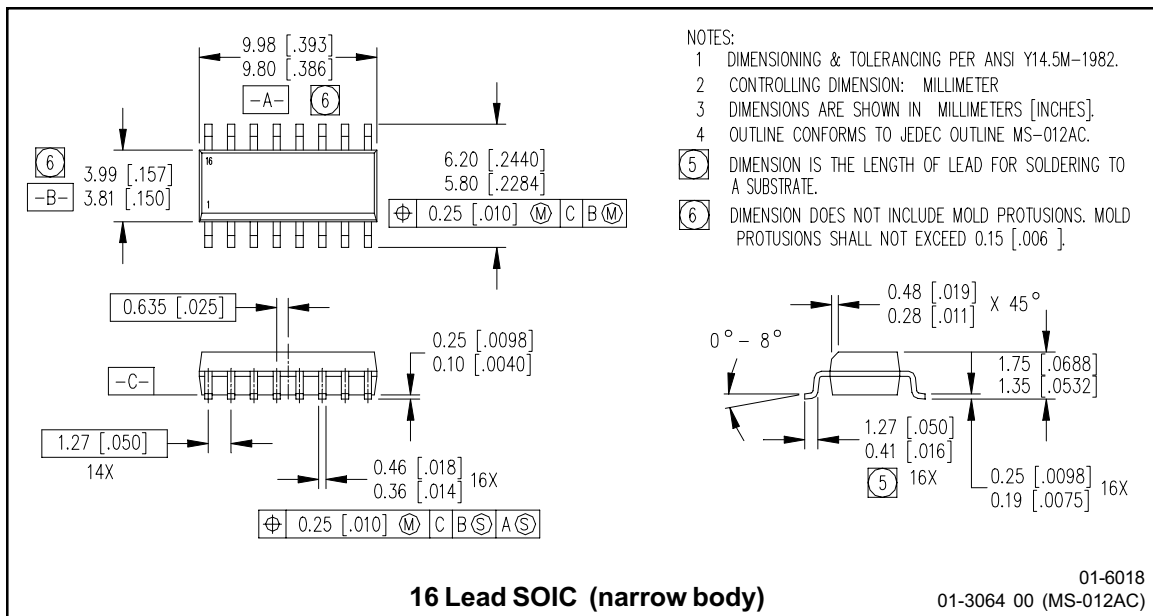 9.98 [.393]
9.80 [.386]
-A- 6
6
3.99 [.157]
-B- 3.81 [.150]
16
1
6.20 [.2440]
5.80 [.2284]
⌖ 0.25 [.010] Ⓜ C B Ⓜ
NOTES:
1 DIMENSIONING & TOLERANCING PER ANSI Y14.5M-1982.
2 CONTROLLING DIMENSION: MILLIMETER
3 DIMENSIONS ARE SHOWN IN MILLIMETERS [INCHES].
4 OUTLINE CONFORMS TO JEDEC OUTLINE MS-012AC.
5 DIMENSION IS THE LENGTH OF LEAD FOR SOLDERING TO
A SUBSTRATE.
6 DIMENSION DOES NOT INCLUDE MOLD PROTUSIONS. MOLD
PROTUSIONS SHALL NOT EXCEED 0.15 [.006 ].
0.635 [.025]
0.25 [.0098]
0.10 [.0040]
-C-
1.27 [.050]
14X
0.46 [.018]
0.36 [.014] 16X
⌖ 0.25 [.010] Ⓜ C B Ⓢ A Ⓢ
0.48 [.019]
0.28 [.011] X 45°
0° - 8°
1.75 [.0688]
1.35 [.0532]
1.27 [.050]
0.41 [.016]
5 16X
0.25 [.0098]
0.19 [.0075] 16X
16 Lead SOIC (narrow body)
01-6018
01-3064 00 (MS-012AC)